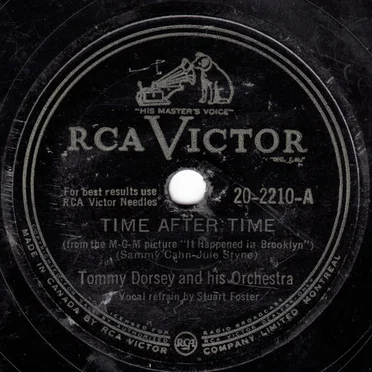 "HIS MASTER'S VOICE"
RCA VICTOR
For best results use
RCA Victor Needles
20-2210-A
TIME AFTER TIME
(from the M-G-M picture "It Happened in Brooklyn")
(Sammy Cahn-Jule Styne)
Tommy Dorsey and his Orchestra
Vocal refrain by Stuart Foster
MADE IN CANADA BY RCA VICTOR COMPANY LIMITED MONTREAL
RCA